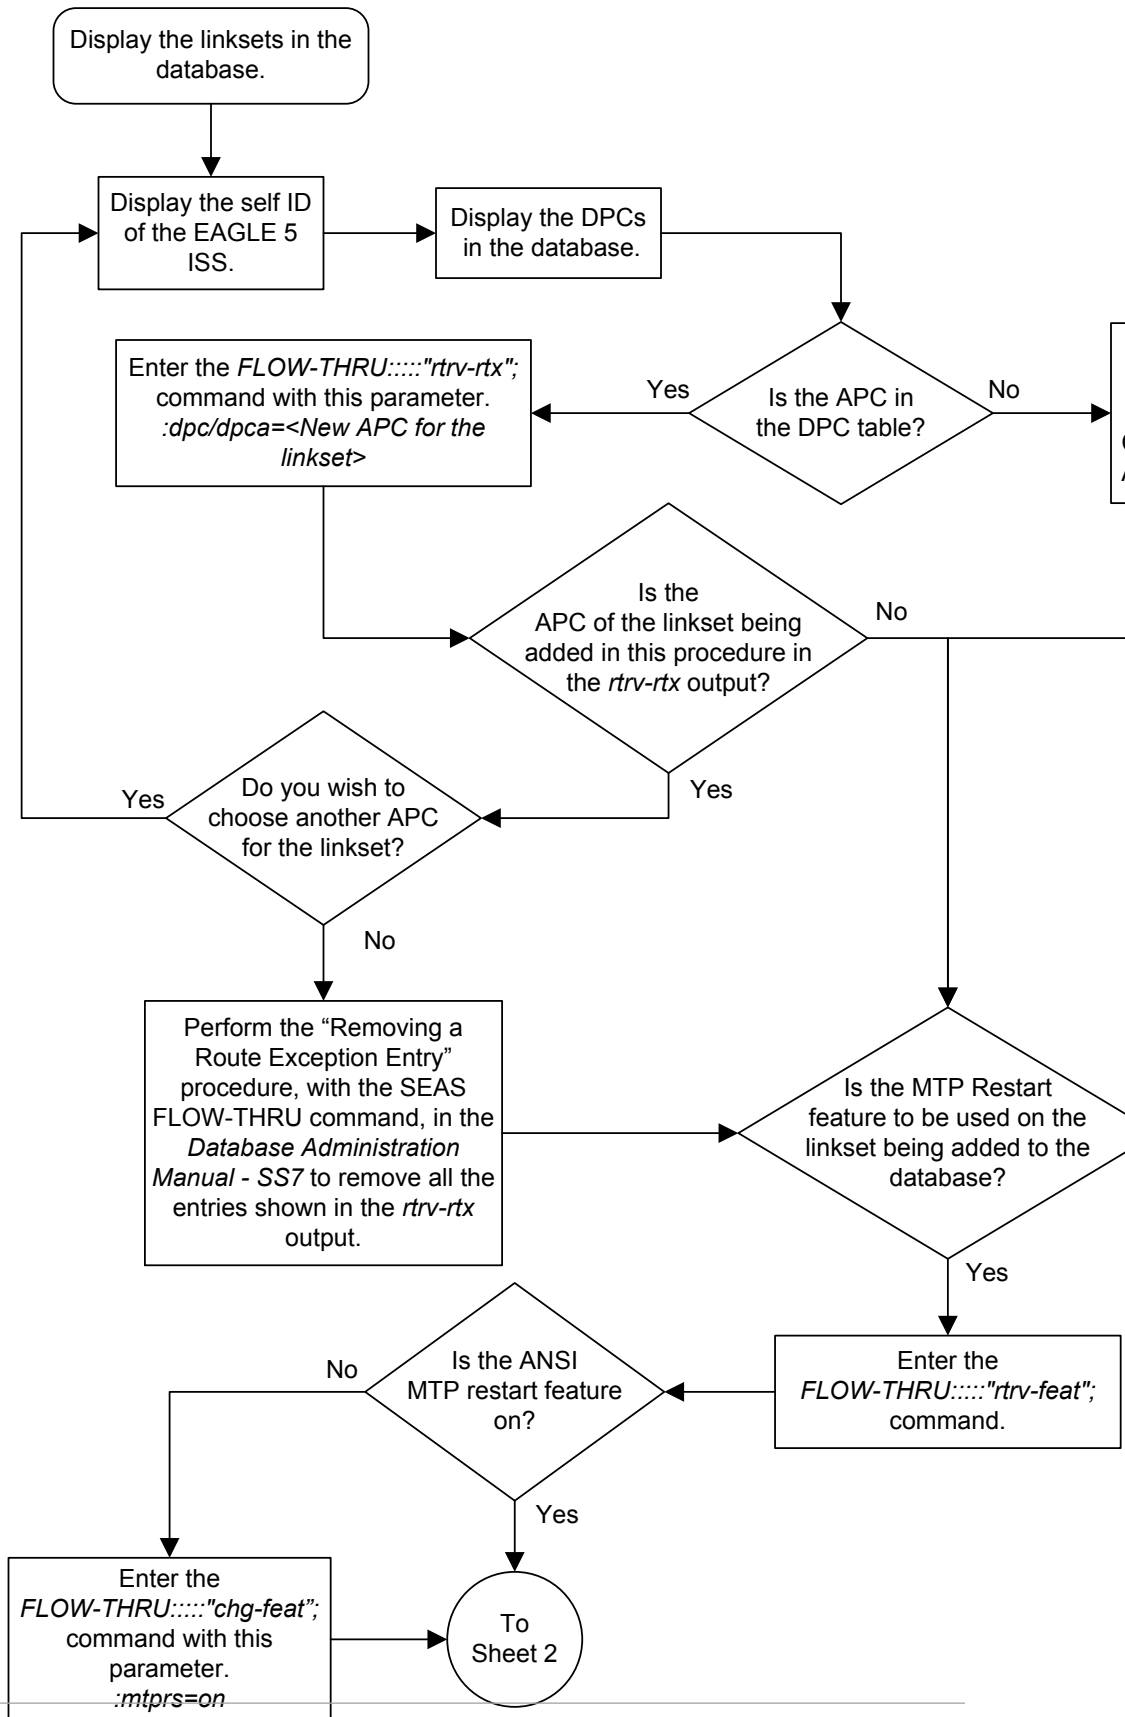 Display the linksets in the
database.
Display the self ID
of the EAGLE 5
ISS.
Display the DPCs
in the database.
Enter the FLOW-THRU:::::"rtrv-rtx";
command with this parameter.
:dpc/dpca=<New APC for the
linkset>
Yes
Is the APC in
the DPC table?
No
Is the
APC of the linkset being
added in this procedure in
the rtrv-rtx output?
No
Yes
Do you wish to
choose another APC
for the linkset?
Yes
No
Perform the “Removing a
Route Exception Entry”
procedure, with the SEAS
FLOW-THRU command, in the
Database Administration
Manual - SS7 to remove all the
entries shown in the rtrv-rtx
output.
Is the MTP Restart
feature to be used on the
linkset being added to the
database?
Yes
Enter the
FLOW-THRU:::::"rtrv-feat";
command.
Is the ANSI
MTP restart feature
on?
No
Yes
Enter the
FLOW-THRU:::::"chg-feat”;
command with this
parameter.
:mtprs=on
To
Sheet 2